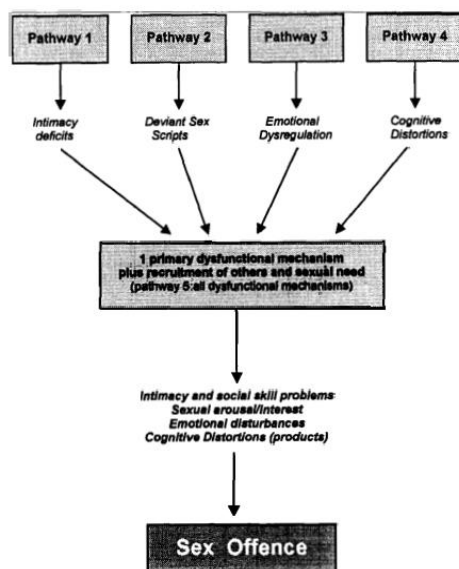 Pathway 1
Pathway 2
Pathway 3
Pathway 4
Intimacy
deficits
Deviant Sex
Scripts
Emotional
Dysregulation
Cognitive
Distortions
1 primary dysfunctional mechanism
plus recruitment of others and sexual need
(pathway 5:all dysfunctional mechanisms)
Intimacy and social skill problems
Sexual arousal/interest
Emotional disturbances
Cognitive Distortions (products)
Sex Offence